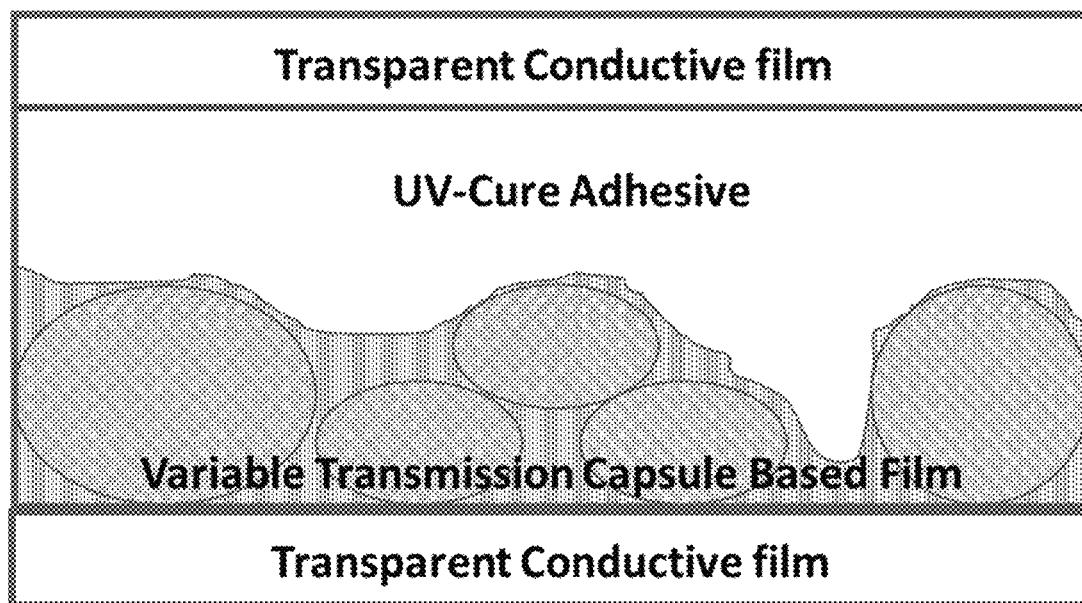 Transparent Conductive film
UV-Cure Adhesive
Variable Transmission Capsule Based Film
Transparent Conductive film